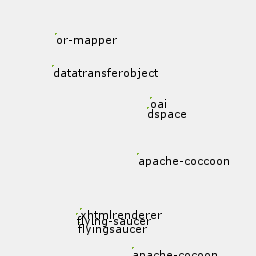 or-mapper
datatransferobject
oai
dspace
apache-coccoon
xhtmlrenderer
flying-saucer
flyingsaucer
apache-cocoon